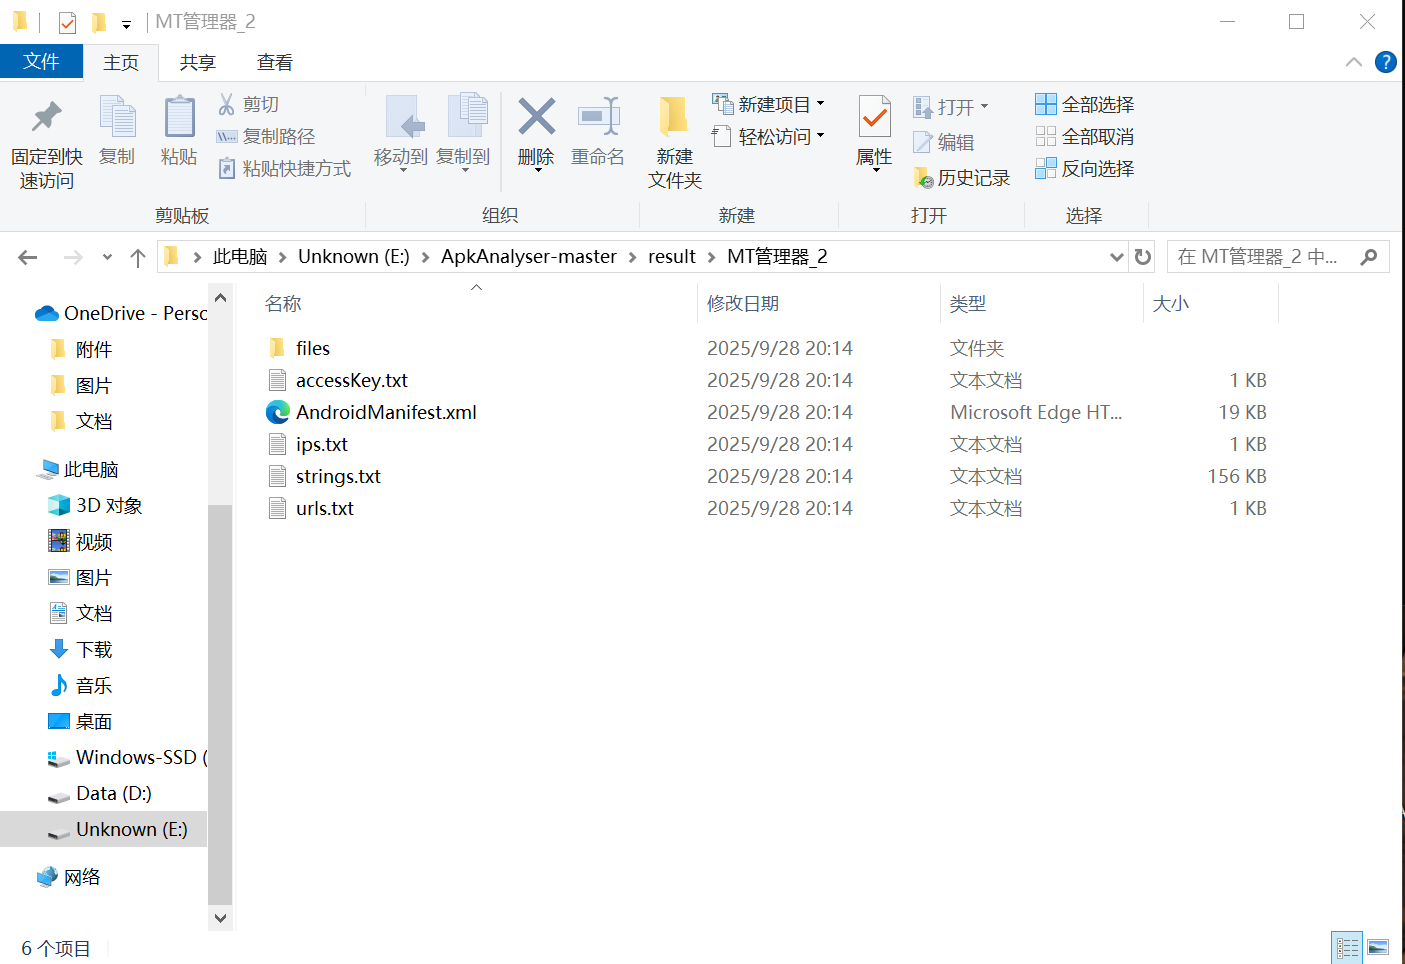 MT管理器_2
文件 主页 共享 查看
固定到快速访问
复制
粘贴
剪切
复制路径
粘贴快捷方式
剪贴板
移动到
复制到
删除
重命名
组织
新建
文件夹
新建项目
轻松访问
新建
属性
打开
编辑
历史记录
打开
全部选择
全部取消
反向选择
选择
此电脑 Unknown (E:) ApkAnalyser-master result MT管理器_2
在 MT管理器_2 中...
OneDrive - Perso
附件
图片
文档
此电脑
3D 对象
视频
图片
文档
下载
音乐
桌面
Windows-SSD (
Data (D:)
Unknown (E:)
网络
名称 修改日期 类型 大小
files 2025/9/28 20:14 文件夹
accessKey.txt 2025/9/28 20:14 文本文档 1 KB
AndroidManifest.xml 2025/9/28 20:14 Microsoft Edge HT... 19 KB
ips.txt 2025/9/28 20:14 文本文档 1 KB
strings.txt 2025/9/28 20:14 文本文档 156 KB
urls.txt 2025/9/28 20:14 文本文档 1 KB
6 个项目